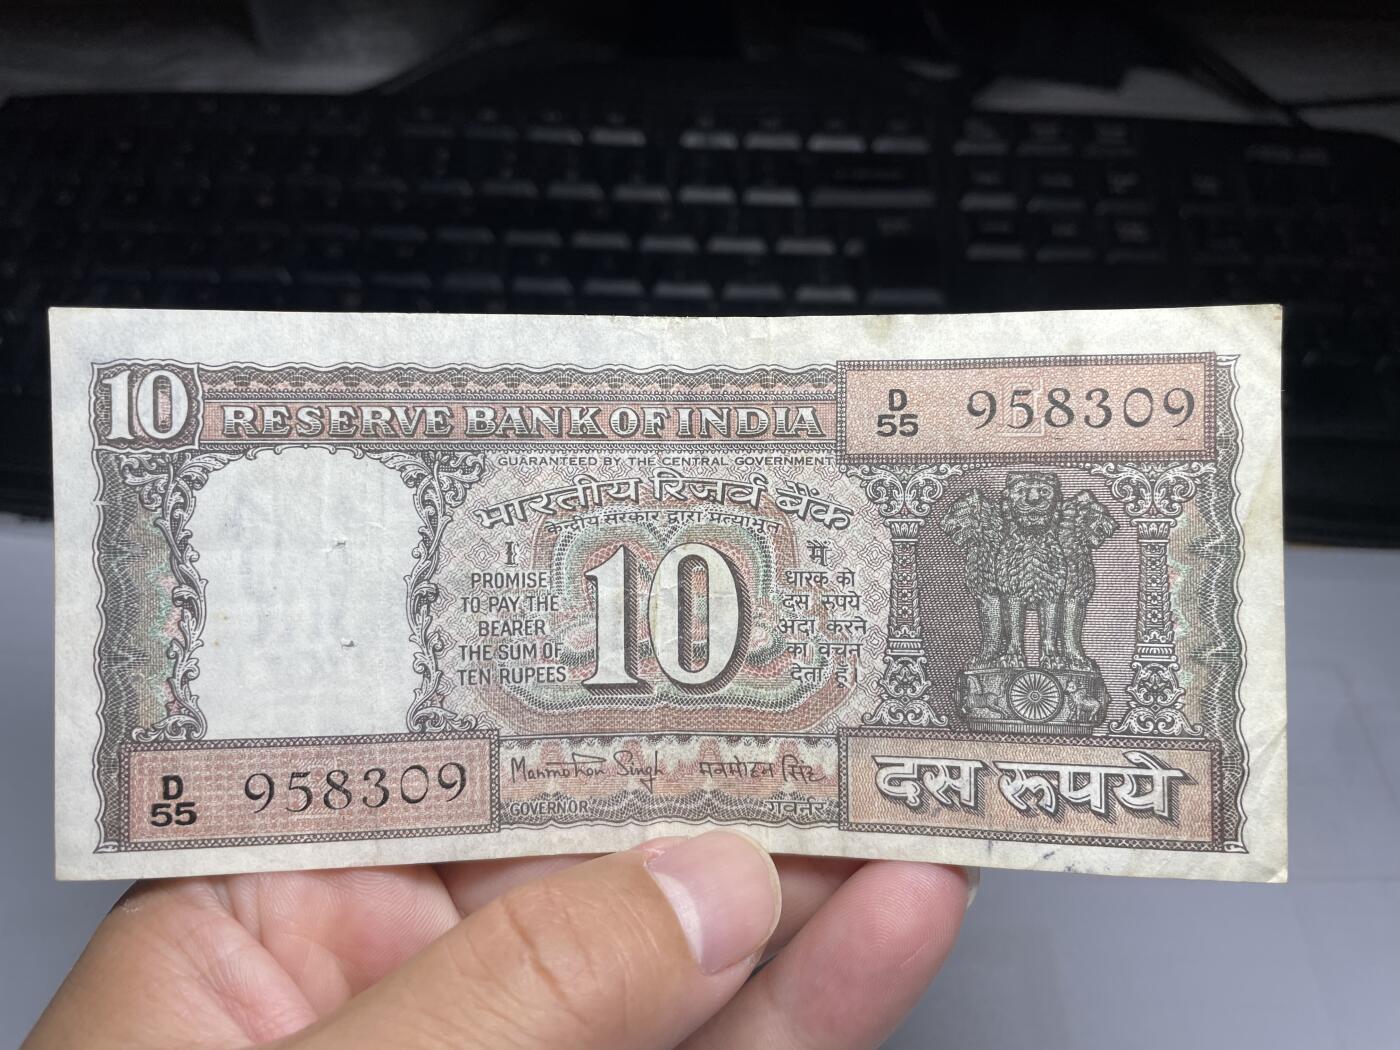 10
RESERVE BANK OF INDIA
D
55 958309
GUARANTEED BY THE CENTRAL GOVERNMENT
भारतीय रिज़र्व बैंक
केन्द्रीय सरकार द्वारा प्रत्याभूत
I
PROMISE
TO PAY THE
BEARER
THE SUM OF
TEN RUPEES
10
मैं
धारक को
दस रुपये
अदा करने
का वचन
देता हूँ।
D
55 958309
Manmohan Singh मनमोहन सिंह
GOVERNOR गवर्नर
दस रूपये